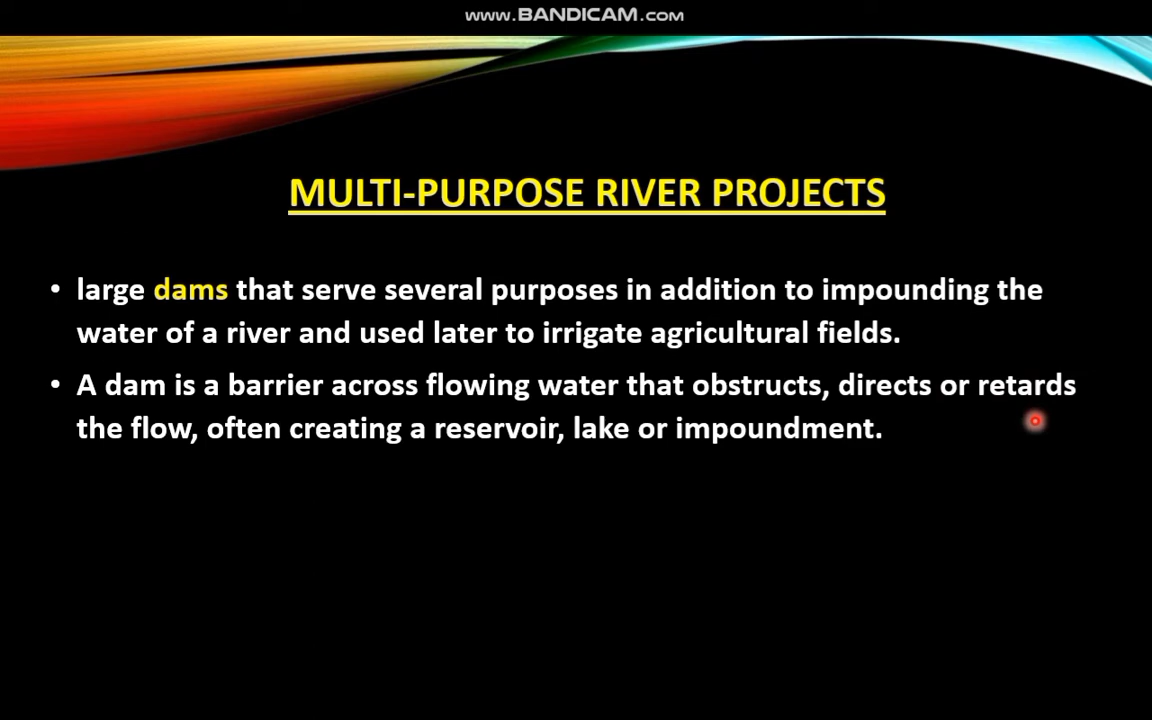 www.BANDICAM.com
MULTI-PURPOSE RIVER PROJECTS
• large dams that serve several purposes in addition to impounding the
water of a river and used later to irrigate agricultural fields.
• A dam is a barrier across flowing water that obstructs, directs or retards
the flow, often creating a reservoir, lake or impoundment.